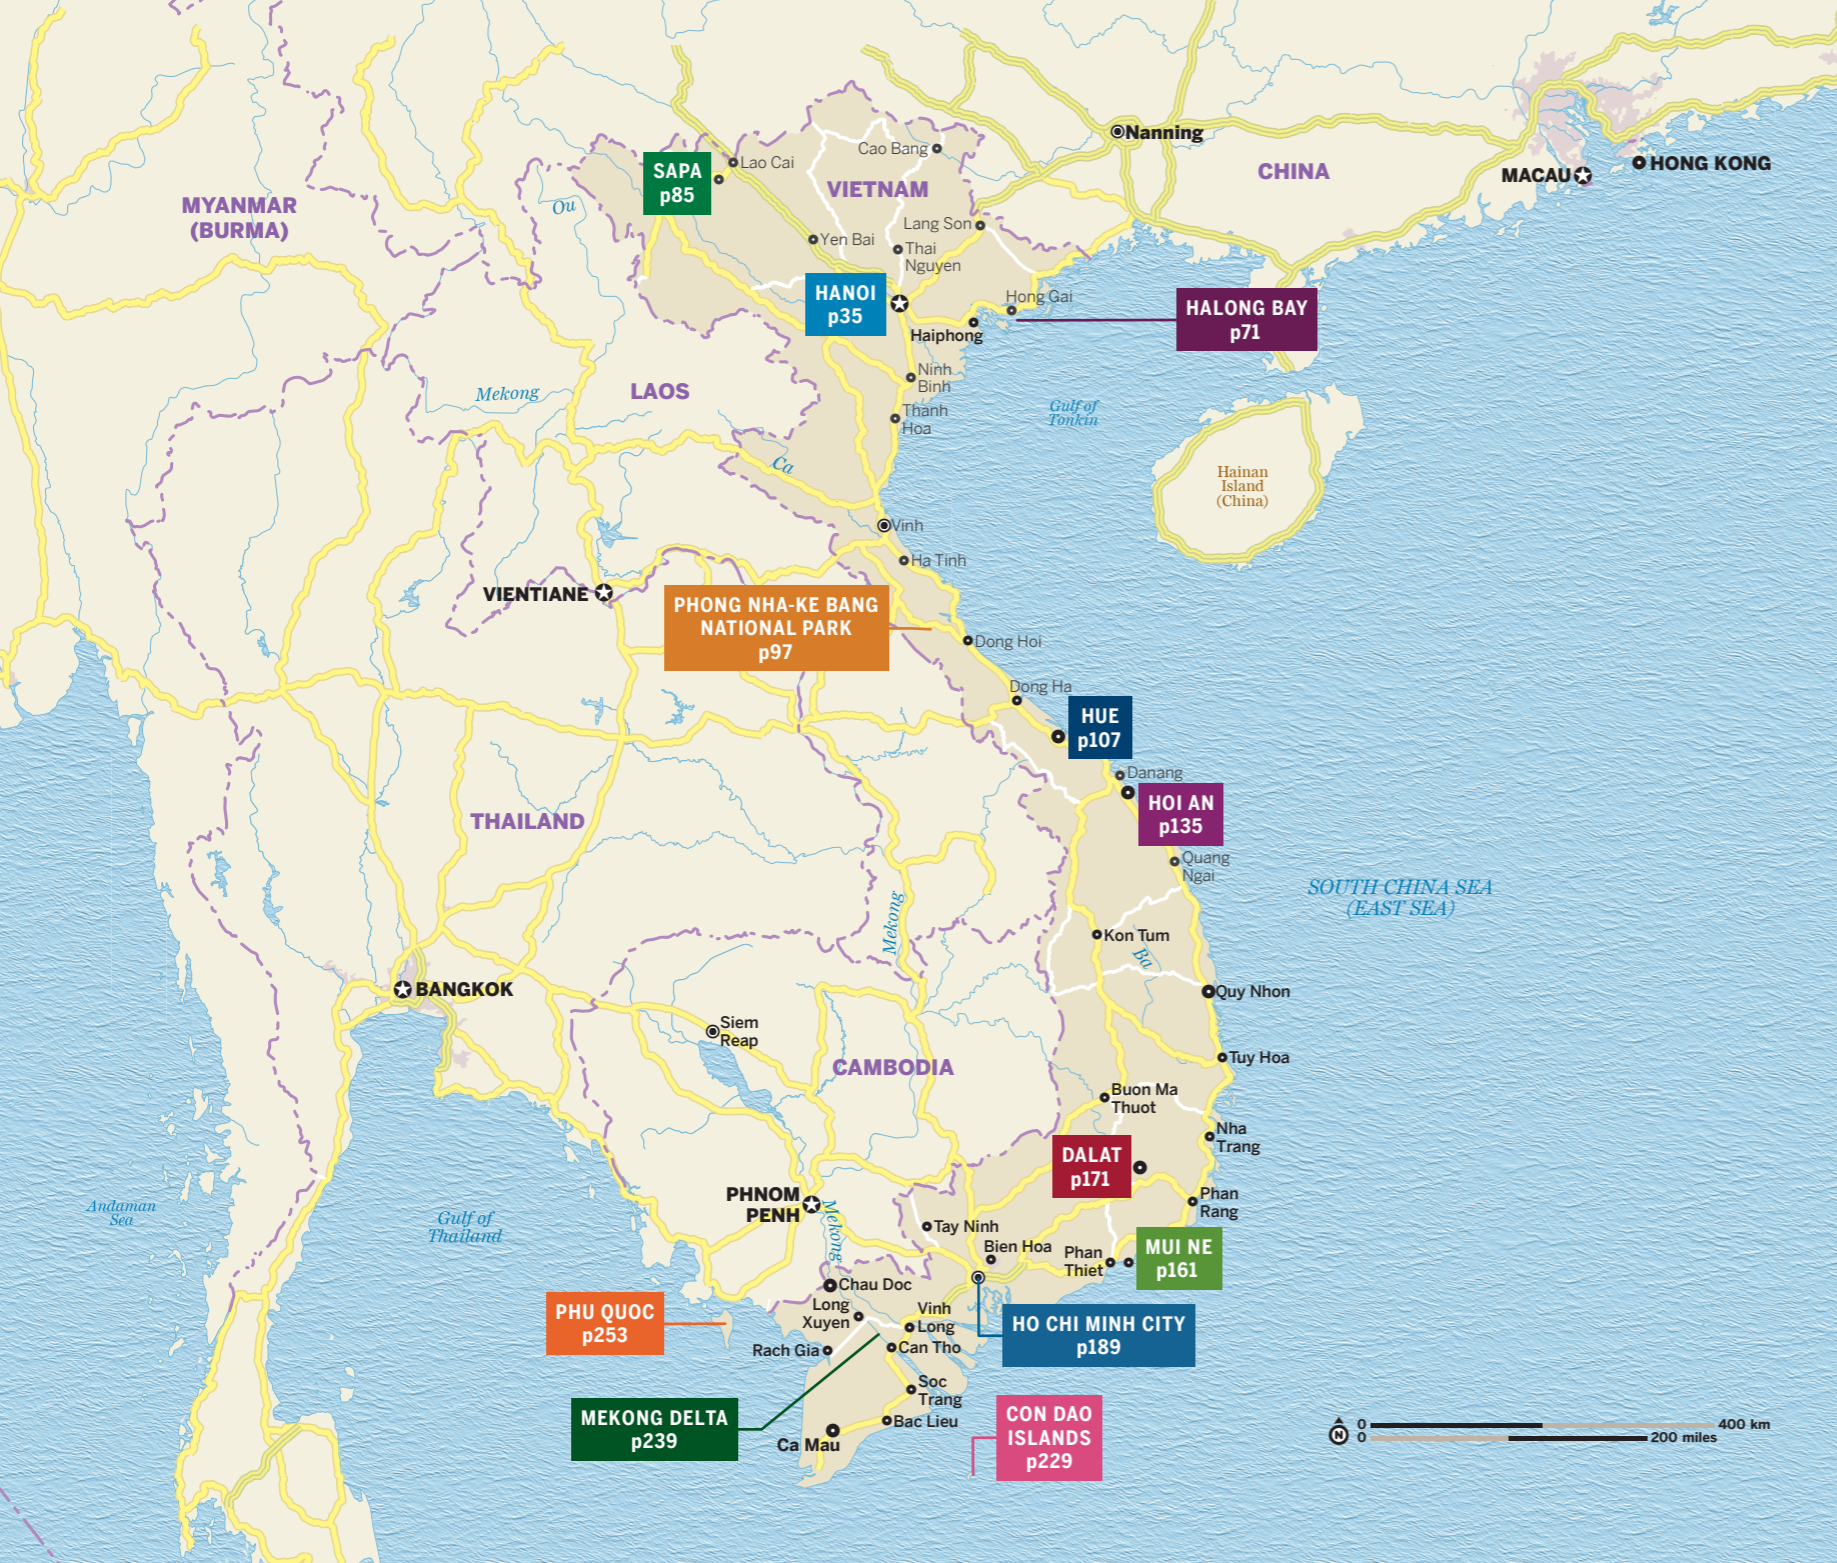 Nanning
Lao Cai
Cao Bang
SAPA
p85
VIETNAM
CHINA
MACAU
HONG KONG
MYANMAR
(BURMA)
Ou
Lang Son
Yen Bai
Thai
Nguyen
HANOI
p35
Hong Gai
HALONG BAY
p71
Haiphong
Ninh
Binh
LAOS
Mekong
Thanh
Hoa
Gulf of
Tonkin
Ca
Hainan
Island
(China)
Vinh
Ha Tinh
VIENTIANE
PHONG NHA-KE BANG
NATIONAL PARK
p97
Dong Hoi
Dong Ha
HUE
p107
Danang
HOI AN
p135
THAILAND
Quang
Ngai
SOUTH CHINA SEA
(EAST SEA)
Mekong
Kon Tum
Ba
BANGKOK
Quy Nhon
Siem
Reap
CAMBODIA
Tuy Hoa
Buon Ma
Thuot
Nha
Trang
DALAT
p171
PHNOM
PENH
Phan
Rang
Andaman
Sea
Gulf of
Thailand
Mekong
Tay Ninh
Bien Hoa
Phan
Thiet
MUI NE
p161
Chau Doc
Long
Xuyen
Vinh
Long
PHU QUOC
p253
HO CHI MINH CITY
p189
Rach Gia
Can Tho
Soc
Trang
MEKONG DELTA
p239
Bac Lieu
Ca Mau
CON DAO
ISLANDS
p229
N
0
400 km
0
200 miles